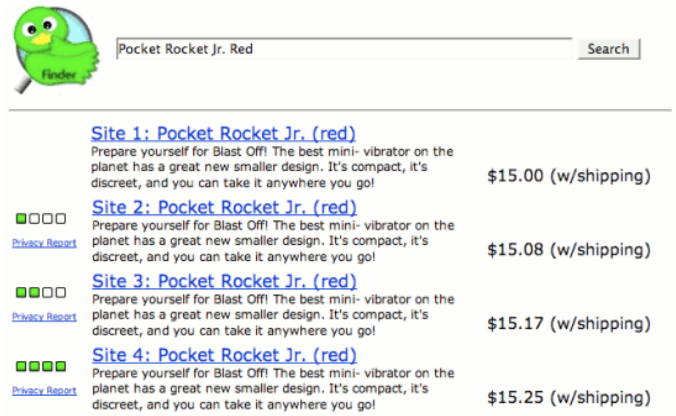 Finder
Pocket Rocket Jr. Red
Search
Site 1: Pocket Rocket Jr. (red)
Prepare yourself for Blast Off! The best mini- vibrator on the
planet has a great new smaller design. It's compact, it's
discreet, and you can take it anywhere you go!
$15.00 (w/shipping)
Site 2: Pocket Rocket Jr. (red)
Prepare yourself for Blast Off! The best mini- vibrator on the
planet has a great new smaller design. It's compact, it's
discreet, and you can take it anywhere you go!
Privacy Report
$15.08 (w/shipping)
Site 3: Pocket Rocket Jr. (red)
Prepare yourself for Blast Off! The best mini- vibrator on the
planet has a great new smaller design. It's compact, it's
discreet, and you can take it anywhere you go!
Privacy Report
$15.17 (w/shipping)
Site 4: Pocket Rocket Jr. (red)
Prepare yourself for Blast Off! The best mini- vibrator on the
planet has a great new smaller design. It's compact, it's
discreet, and you can take it anywhere you go!
Privacy Report
$15.25 (w/shipping)